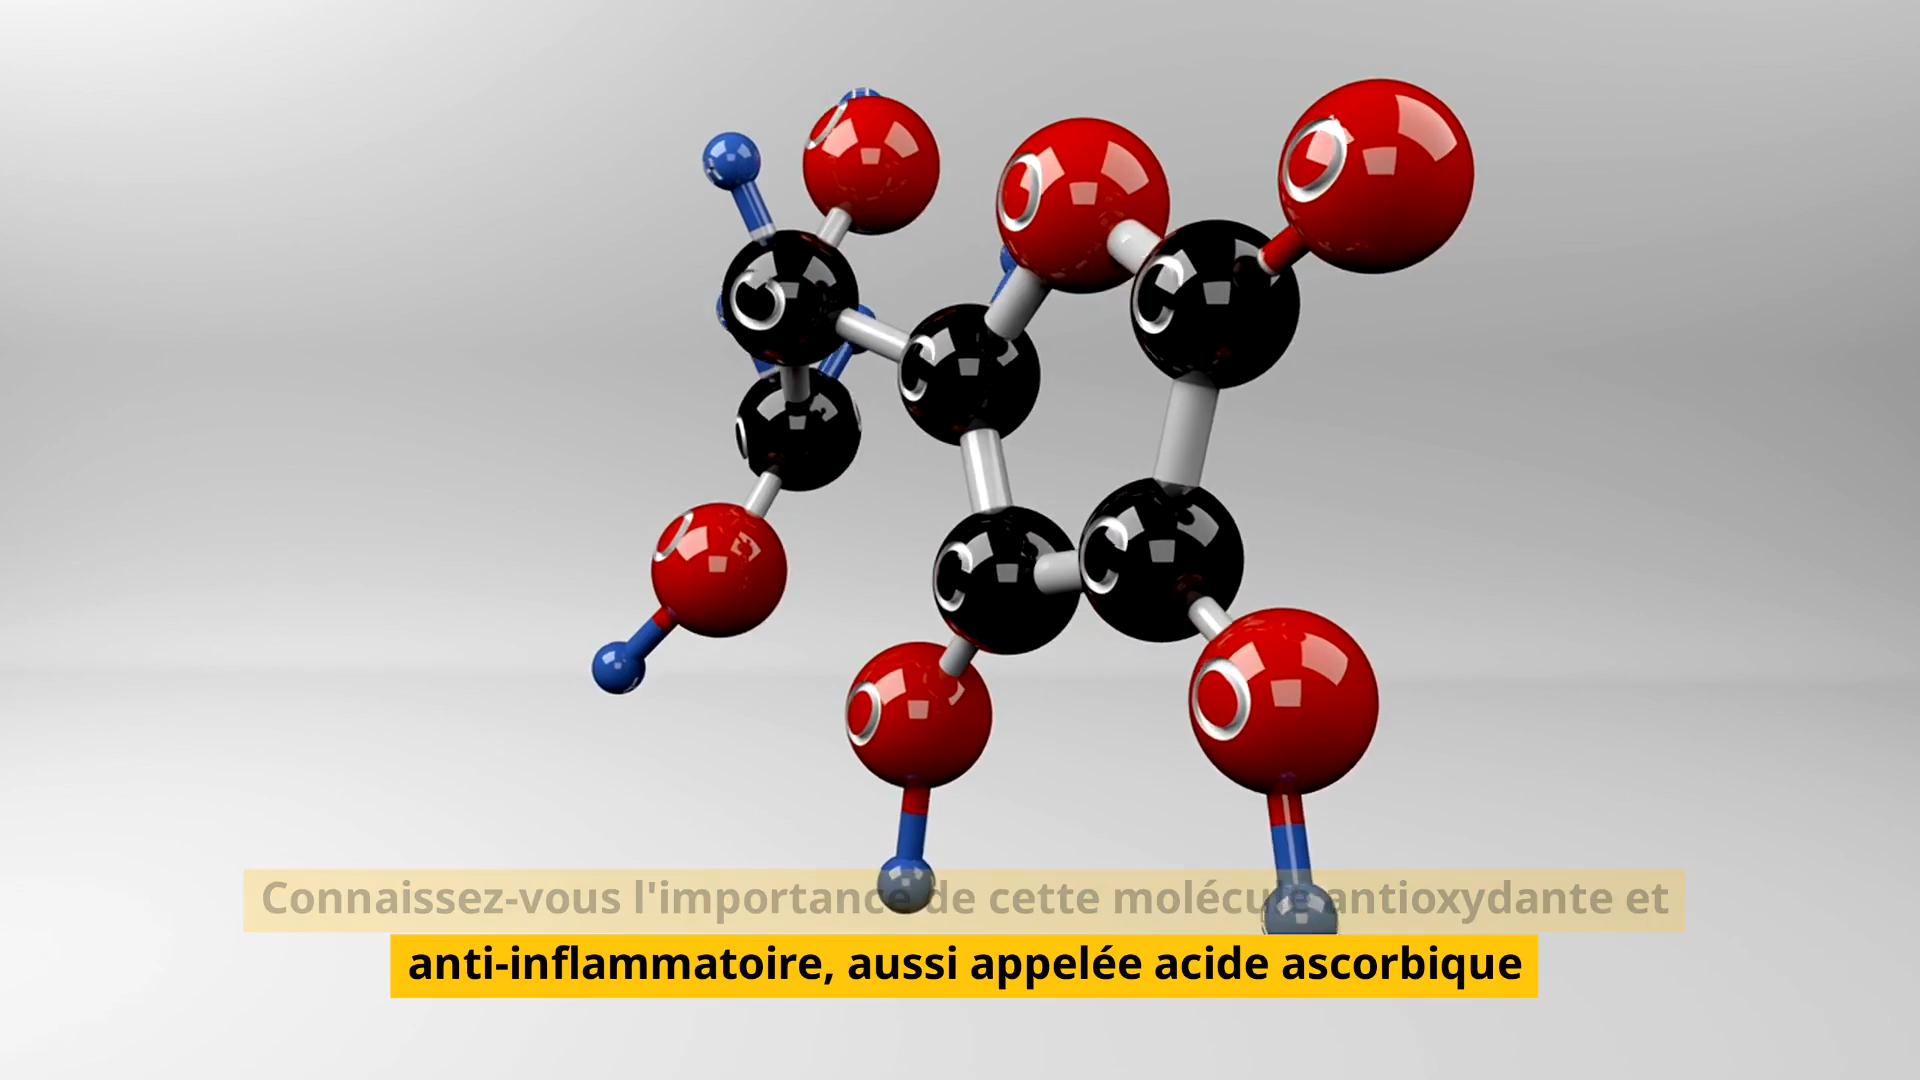 O
O
O
C
C
C
C
O
C
C
O
O
Connaissez-vous l'importance de cette molécule antioxydante et
anti-inflammatoire, aussi appelée acide ascorbique